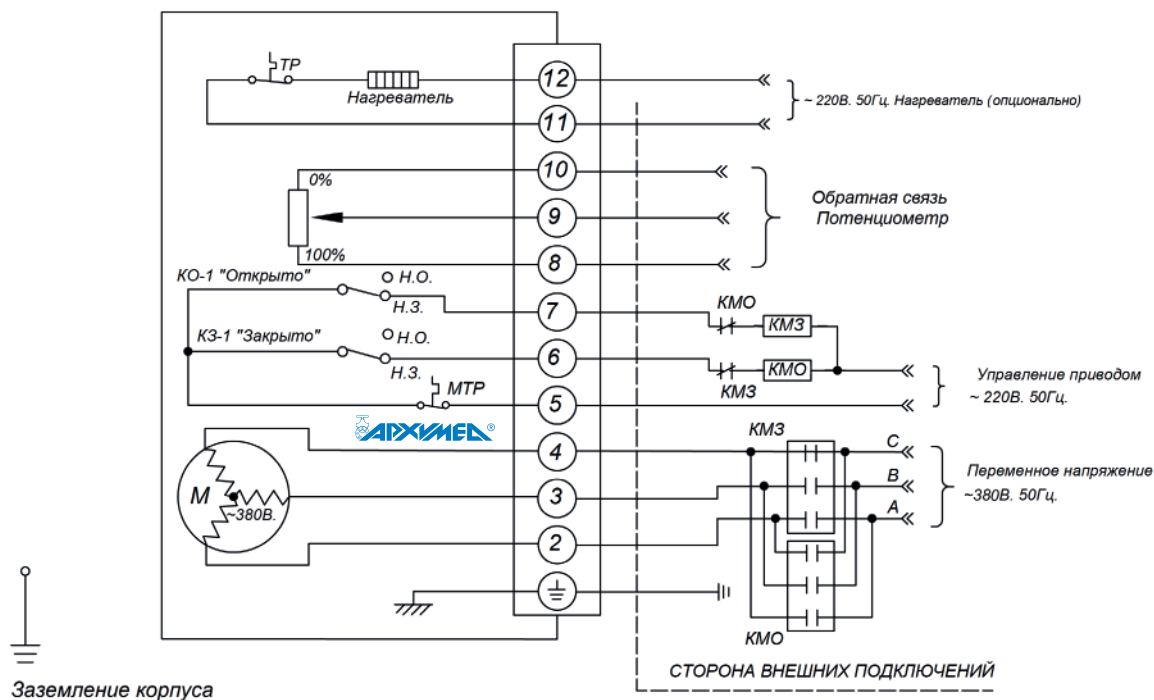 ТР
Нагреватель
12
~ 220В. 50Гц. Нагреватель (опционально)
11
10
0%
9
Обратная связь
Потенциометр
100%
8
КО-1 "Открыто"
Н.О.
Н.З.
7
КМО
КМЗ
КЗ-1 "Закрыто"
Н.О.
Н.З.
6
КМЗ
КМО
МТР
5
Управление приводом
~ 220В. 50Гц.
АРХИМЕД®
4
КМЗ
С
М
~380В.
3
В
Переменное напряжение
~380В. 50Гц.
А
2
КМО
СТОРОНА ВНЕШНИХ ПОДКЛЮЧЕНИЙ
Заземление корпуса